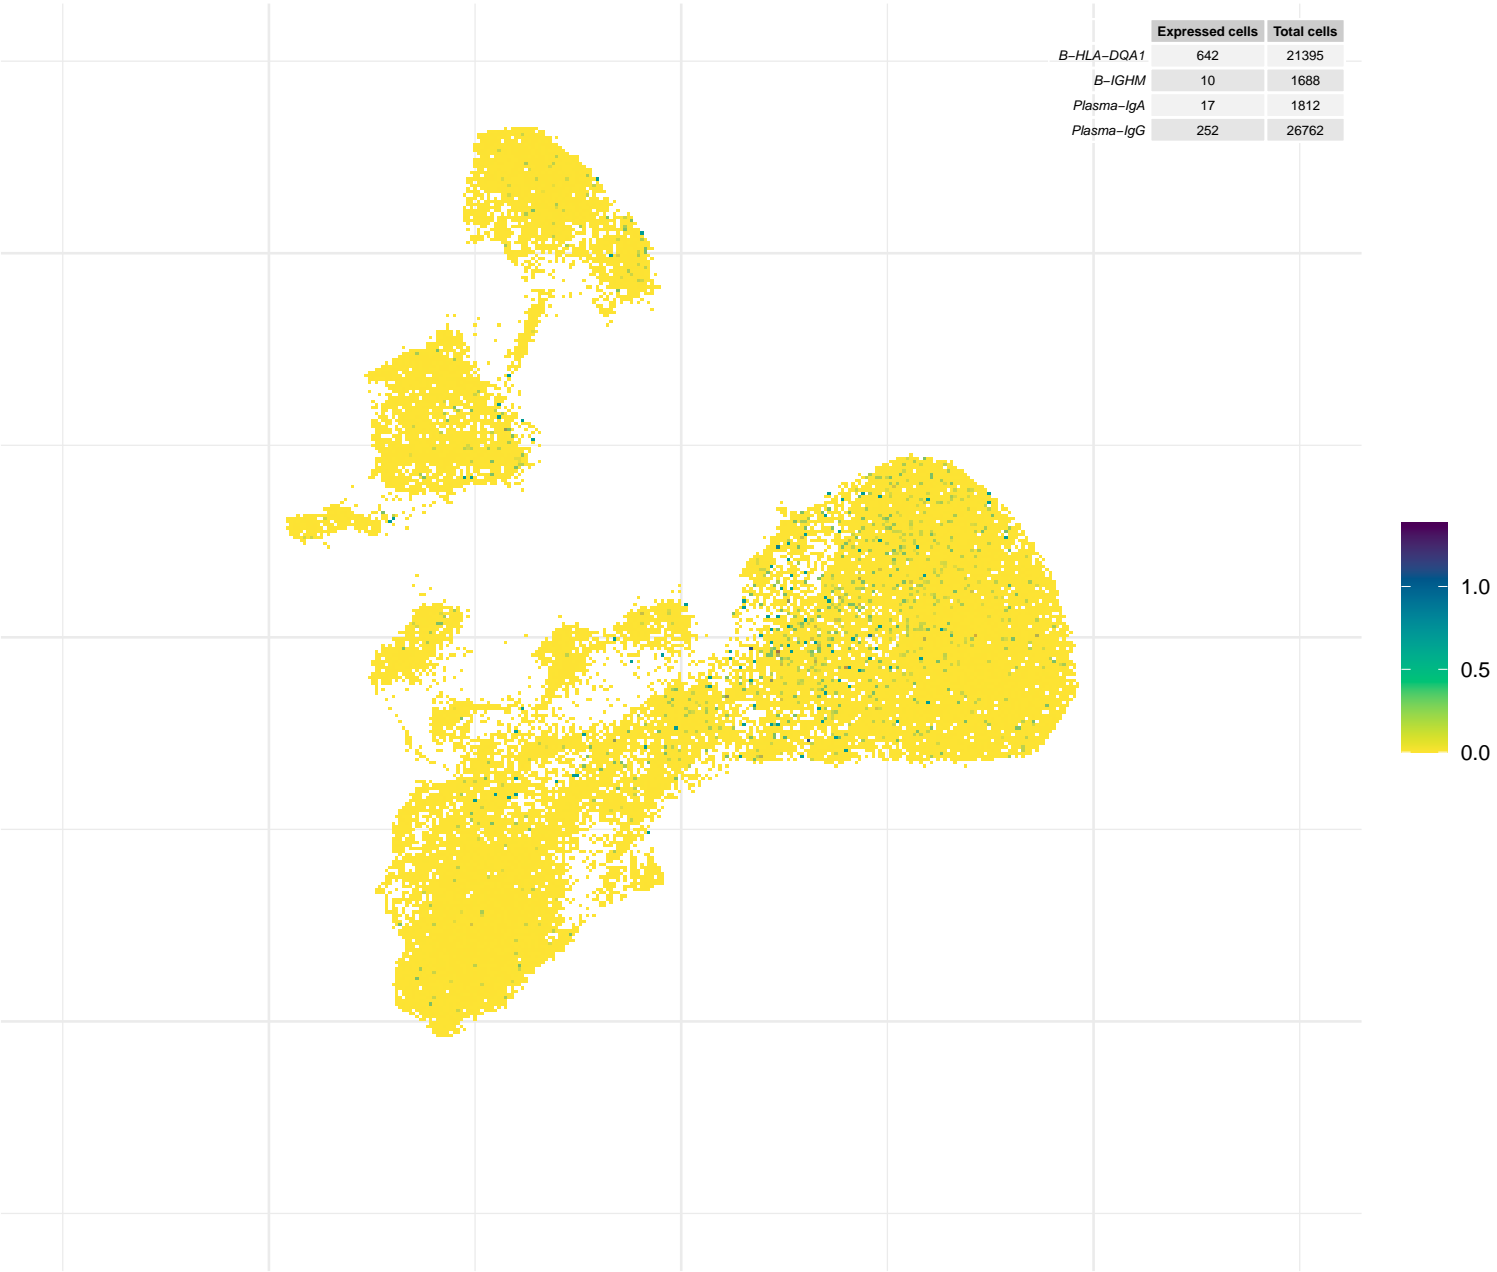 Expressed cells Total cells
B−HLA−DQA1 642 21395
B−IGHM 10 1688
Plasma−IgA 17 1812
Plasma−IgG 252 26762
1.0
0.5
0.0